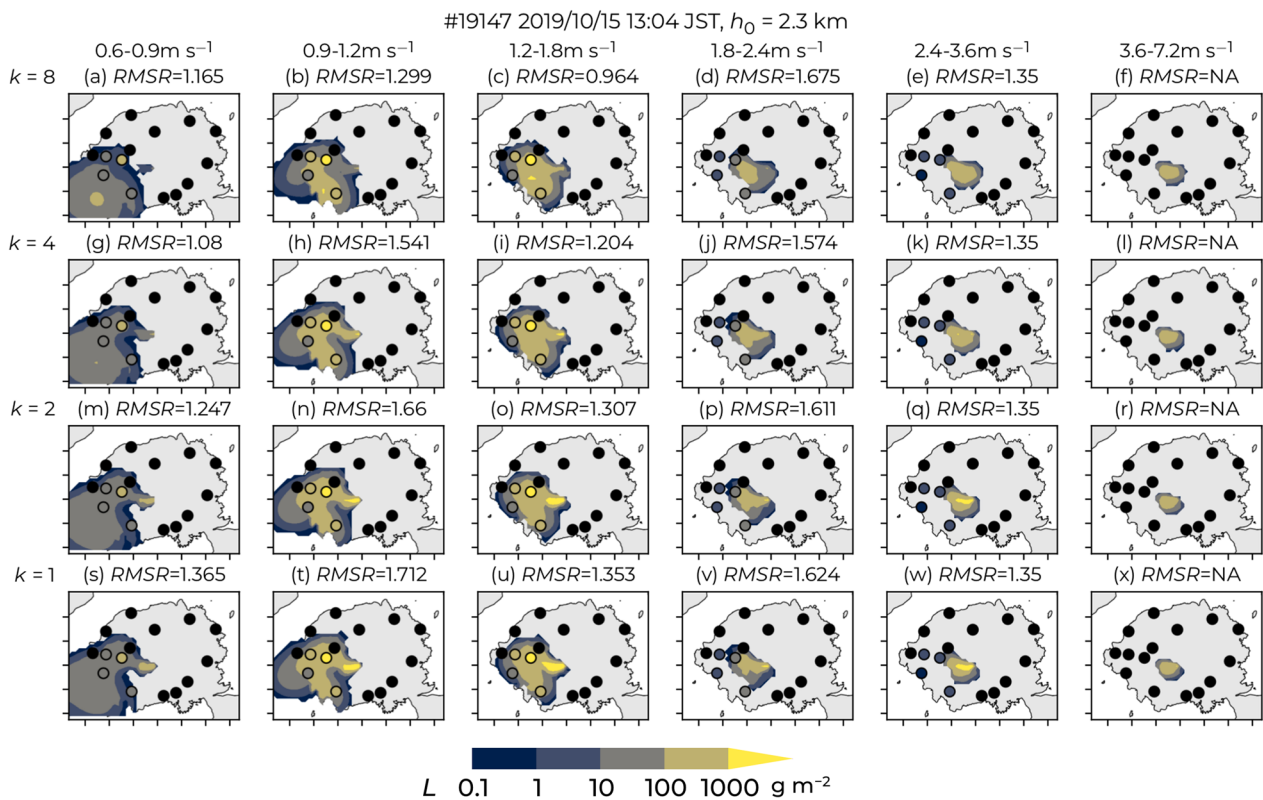 #19147 2019/10/15 13:04 JST, h₀ = 2.3 km
0.6-0.9m s⁻¹ 0.9-1.2m s⁻¹ 1.2-1.8m s⁻¹ 1.8-2.4m s⁻¹ 2.4-3.6m s⁻¹ 3.6-7.2m s⁻¹
k = 8 (a) RMSR=1.165 (b) RMSR=1.299 (c) RMSR=0.964 (d) RMSR=1.675 (e) RMSR=1.35 (f) RMSR=NA
k = 4 (g) RMSR=1.08 (h) RMSR=1.541 (i) RMSR=1.204 (j) RMSR=1.574 (k) RMSR=1.35 (l) RMSR=NA
k = 2 (m) RMSR=1.247 (n) RMSR=1.66 (o) RMSR=1.307 (p) RMSR=1.611 (q) RMSR=1.35 (r) RMSR=NA
k = 1 (s) RMSR=1.365 (t) RMSR=1.712 (u) RMSR=1.353 (v) RMSR=1.624 (w) RMSR=1.35 (x) RMSR=NA
L 0.1 1 10 100 1000 g m⁻²